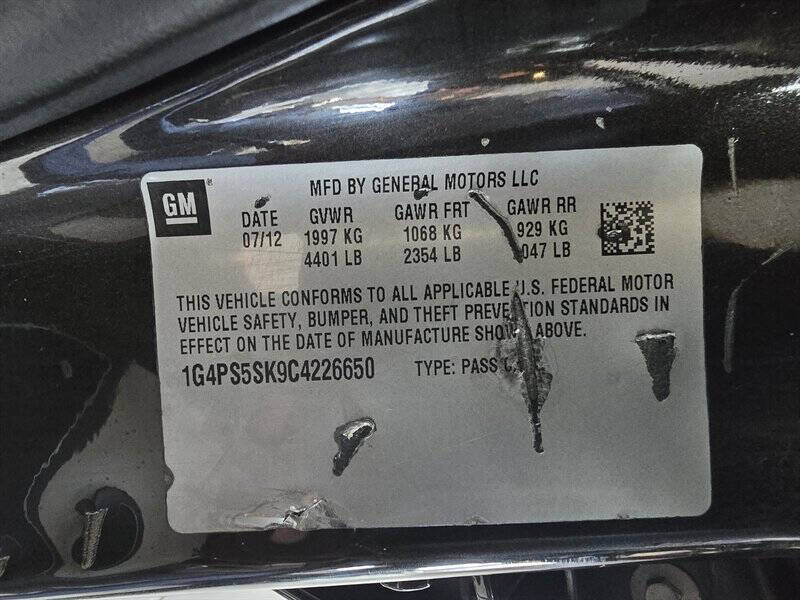 GM
MFD BY GENERAL MOTORS LLC
DATE GVWR GAWR FRT GAWR RR
07/12 1997 KG 1068 KG 929 KG
4401 LB 2354 LB 047 LB
THIS VEHICLE CONFORMS TO ALL APPLICABLE U.S. FEDERAL MOTOR
VEHICLE SAFETY, BUMPER, AND THEFT PREVENTION STANDARDS IN
EFFECT ON THE DATE OF MANUFACTURE SHOWN ABOVE.
1G4PS5SK9C4226650 TYPE: PASS